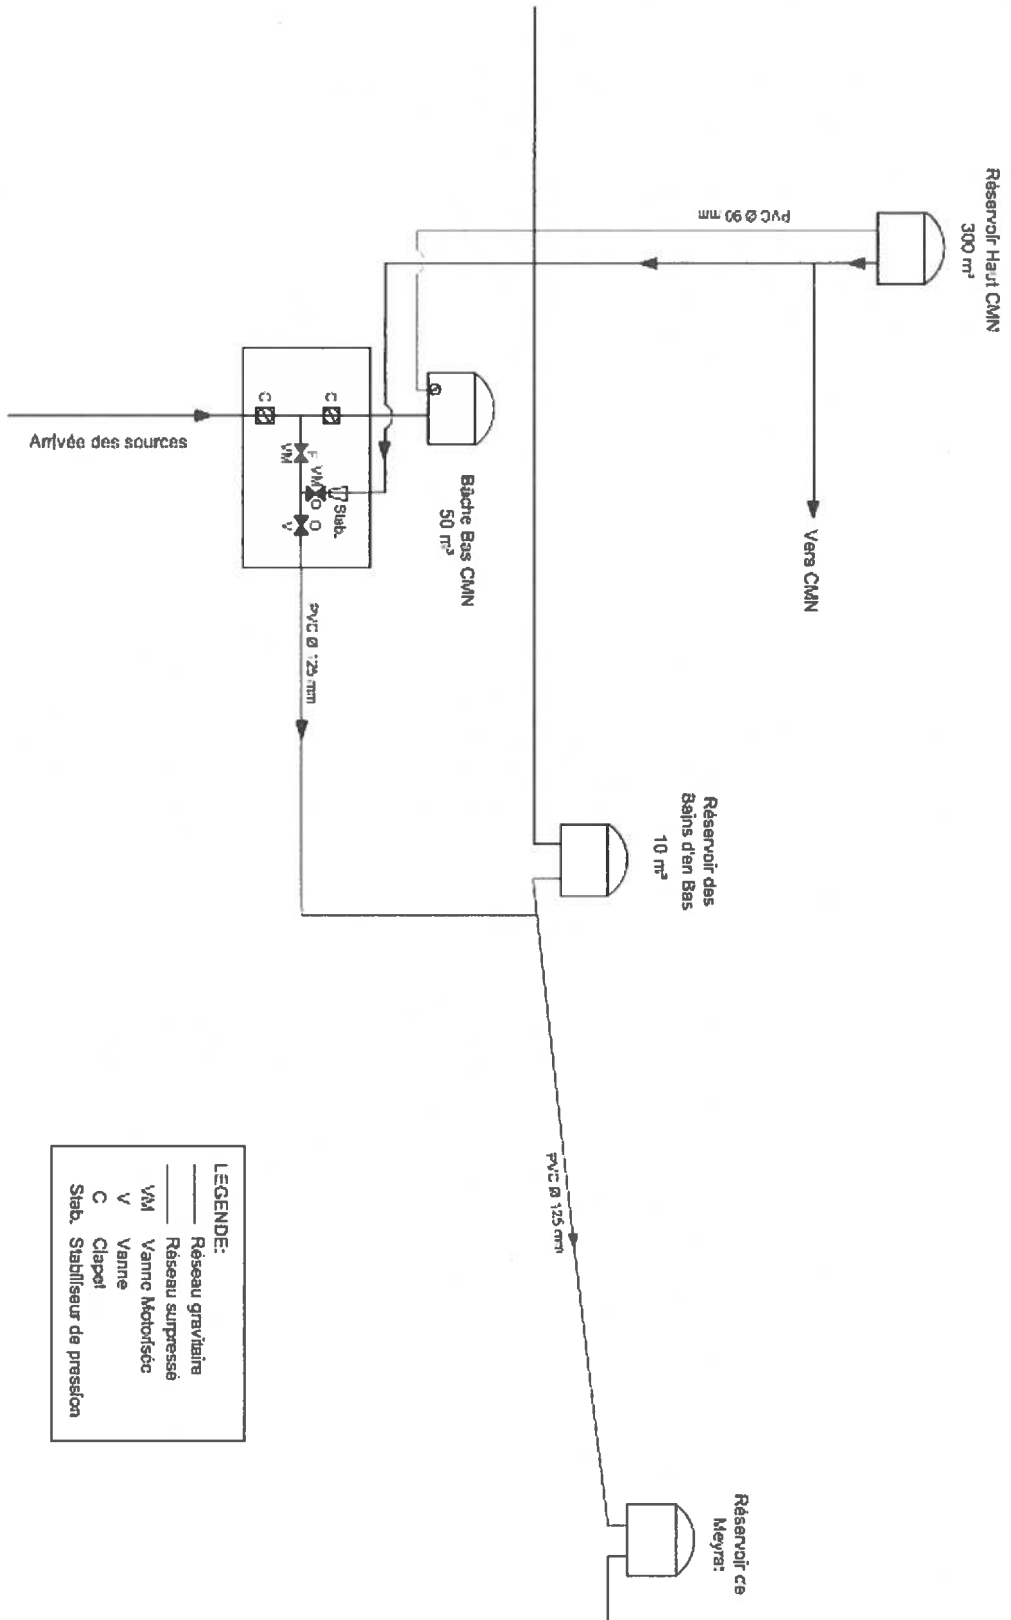 Réservoir Haut CMN
300 m³
PVC Ø 90 mm
Vers CMN
Bâche Bas CMN
50 m³
Arrivée des sources
C
C
VM
F
VM
O
Stab.
V
O
PVC Ø 125 mm
Réservoir des
Bains d'en Bas
10 m³
PVC Ø 125 mm
Réservoir de
LEGENDE:
Réseau gravitaire
Réseau surpressé
VM Vanne Motorisée
V Vanne
C Clapet
Stab. Stabiliseur de pression